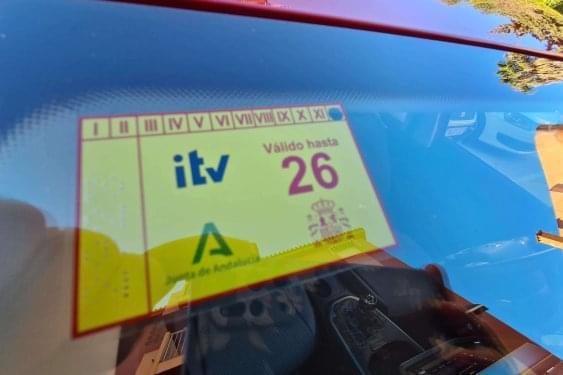 I II III IV V VI VII VIII IX X XI
itv
Válido hasta
26
Junta de Andalucía